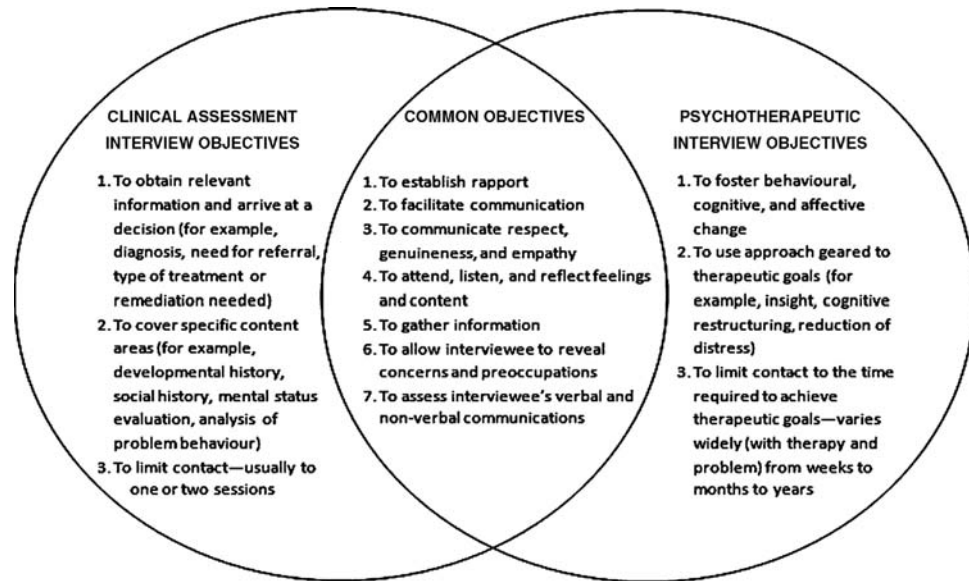 CLINICAL ASSESSMENT
INTERVIEW OBJECTIVES
1. To obtain relevant
information and arrive at a
decision (for example,
diagnosis, need for referral,
type of treatment or
remediation needed)
2. To cover specific content
areas (for example,
developmental history,
social history, mental status
evaluation, analysis of
problem behaviour)
3. To limit contact—usually to
one or two sessions
COMMON OBJECTIVES
1. To establish rapport
2. To facilitate communication
3. To communicate respect,
genuineness, and empathy
4. To attend, listen, and reflect feelings
and content
5. To gather information
6. To allow interviewee to reveal
concerns and preoccupations
7. To assess interviewee's verbal and
non-verbal communications
PSYCHOTHERAPEUTIC
INTERVIEW OBJECTIVES
1. To foster behavioural,
cognitive, and affective
change
2. To use approach geared to
therapeutic goals (for
example, insight, cognitive
restructuring, reduction of
distress)
3. To limit contact to the time
required to achieve
therapeutic goals—varies
widely (with therapy and
problem) from weeks to
months to years